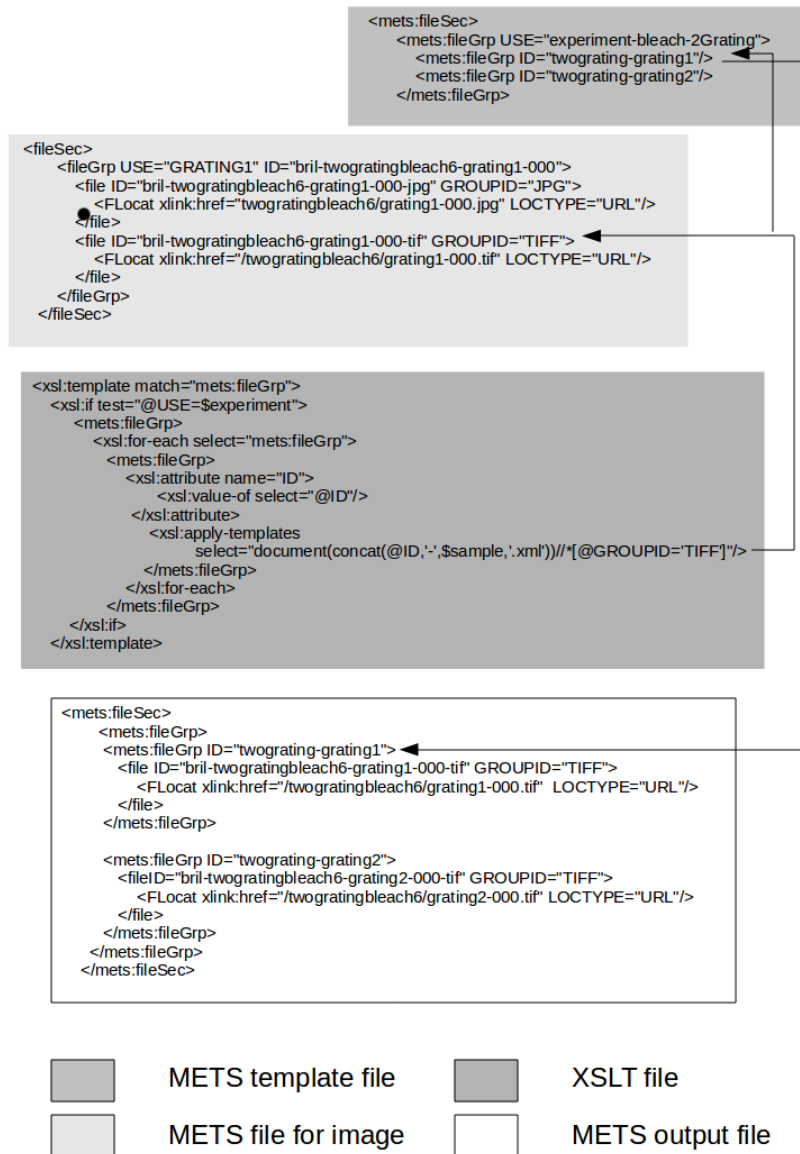 <mets:fileSec>
<mets:fileGrp USE="experiment-bleach-2Grating">
<mets:fileGrp ID="twograting-grating1"/>
<mets:fileGrp ID="twograting-grating2"/>
</mets:fileGrp>
<fileSec>
<fileGrp USE="GRATING1" ID="bril-twogratingbleach6-grating1-000">
<file ID="bril-twogratingbleach6-grating1-000-jpg" GROUPID="JPG">
<FLocat xlink:href="twogratingbleach6/grating1-000.jpg" LOCTYPE="URL"/>
</file>
<file ID="bril-twogratingbleach6-grating1-000-tif" GROUPID="TIFF">
<FLocat xlink:href="/twogratingbleach6/grating1-000.tif" LOCTYPE="URL"/>
</file>
</fileGrp>
</fileSec>
<xsl:template match="mets:fileGrp">
<xsl:if test="@USE=$experiment">
<mets:fileGrp>
<xsl:for-each select="mets:fileGrp">
<mets:fileGrp>
<xsl:attribute name="ID">
<xsl:value-of select="@ID"/>
</xsl:attribute>
<xsl:apply-templates
select="document(concat(@ID,'-',$sample,'.xml'))//*[@GROUPID='TIFF']"/>
</mets:fileGrp>
</xsl:for-each>
</mets:fileGrp>
</xsl:if>
</xsl:template>
<mets:fileSec>
<mets:fileGrp>
<mets:fileGrp ID="twograting-grating1">
<file ID="bril-twogratingbleach6-grating1-000-tif" GROUPID="TIFF">
<FLocat xlink:href="/twogratingbleach6/grating1-000.tif" LOCTYPE="URL"/>
</file>
</mets:fileGrp>
<mets:fileGrp ID="twograting-grating2">
<fileID="bril-twogratingbleach6-grating2-000-tif" GROUPID="TIFF">
<FLocat xlink:href="/twogratingbleach6/grating2-000.tif" LOCTYPE="URL"/>
</file>
</mets:fileGrp>
</mets:fileGrp>
</mets:fileSec>
METS template file
XSLT file
METS file for image
METS output file